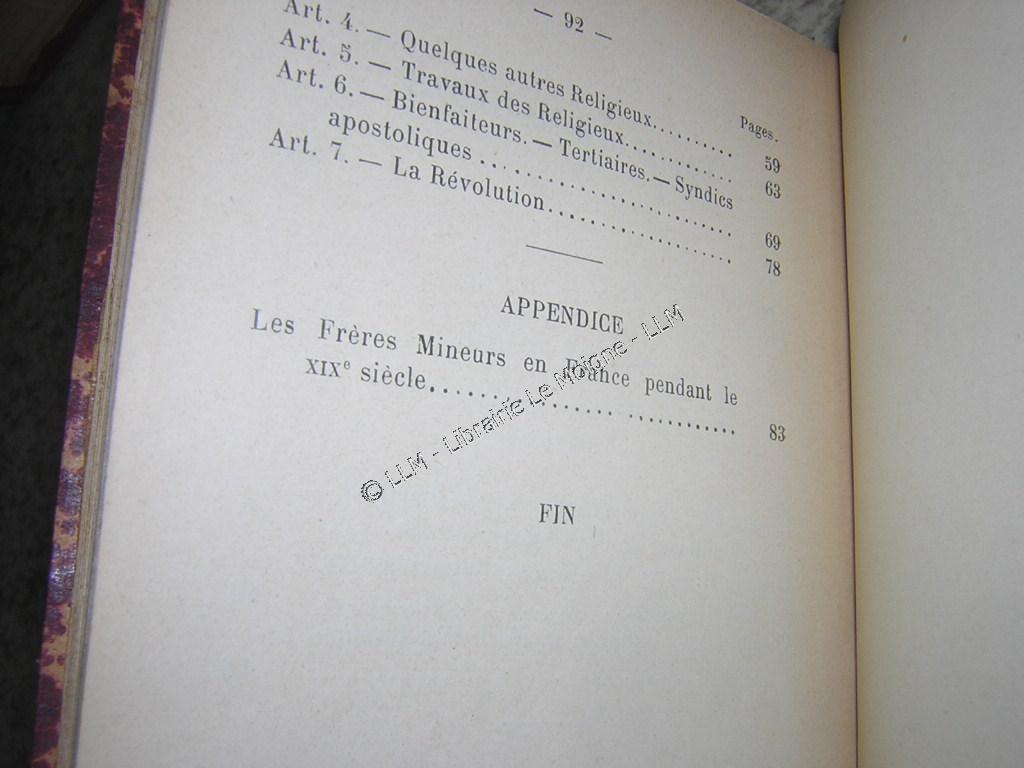 — 92 —
Pages.
Art. 4. — Quelques autres Religieux.......... 59
Art. 5. — Travaux des Religieux............. 63
Art. 6. — Bienfaiteurs. — Tertiaires. — Syndics
apostoliques ........................ 69
Art. 7. — La Révolution.................... 78
APPENDICE
Les Frères Mineurs en France pendant le
XIXe siècle............... ............ 83
© LLM - Librairie Le Moigne - LLM
FIN